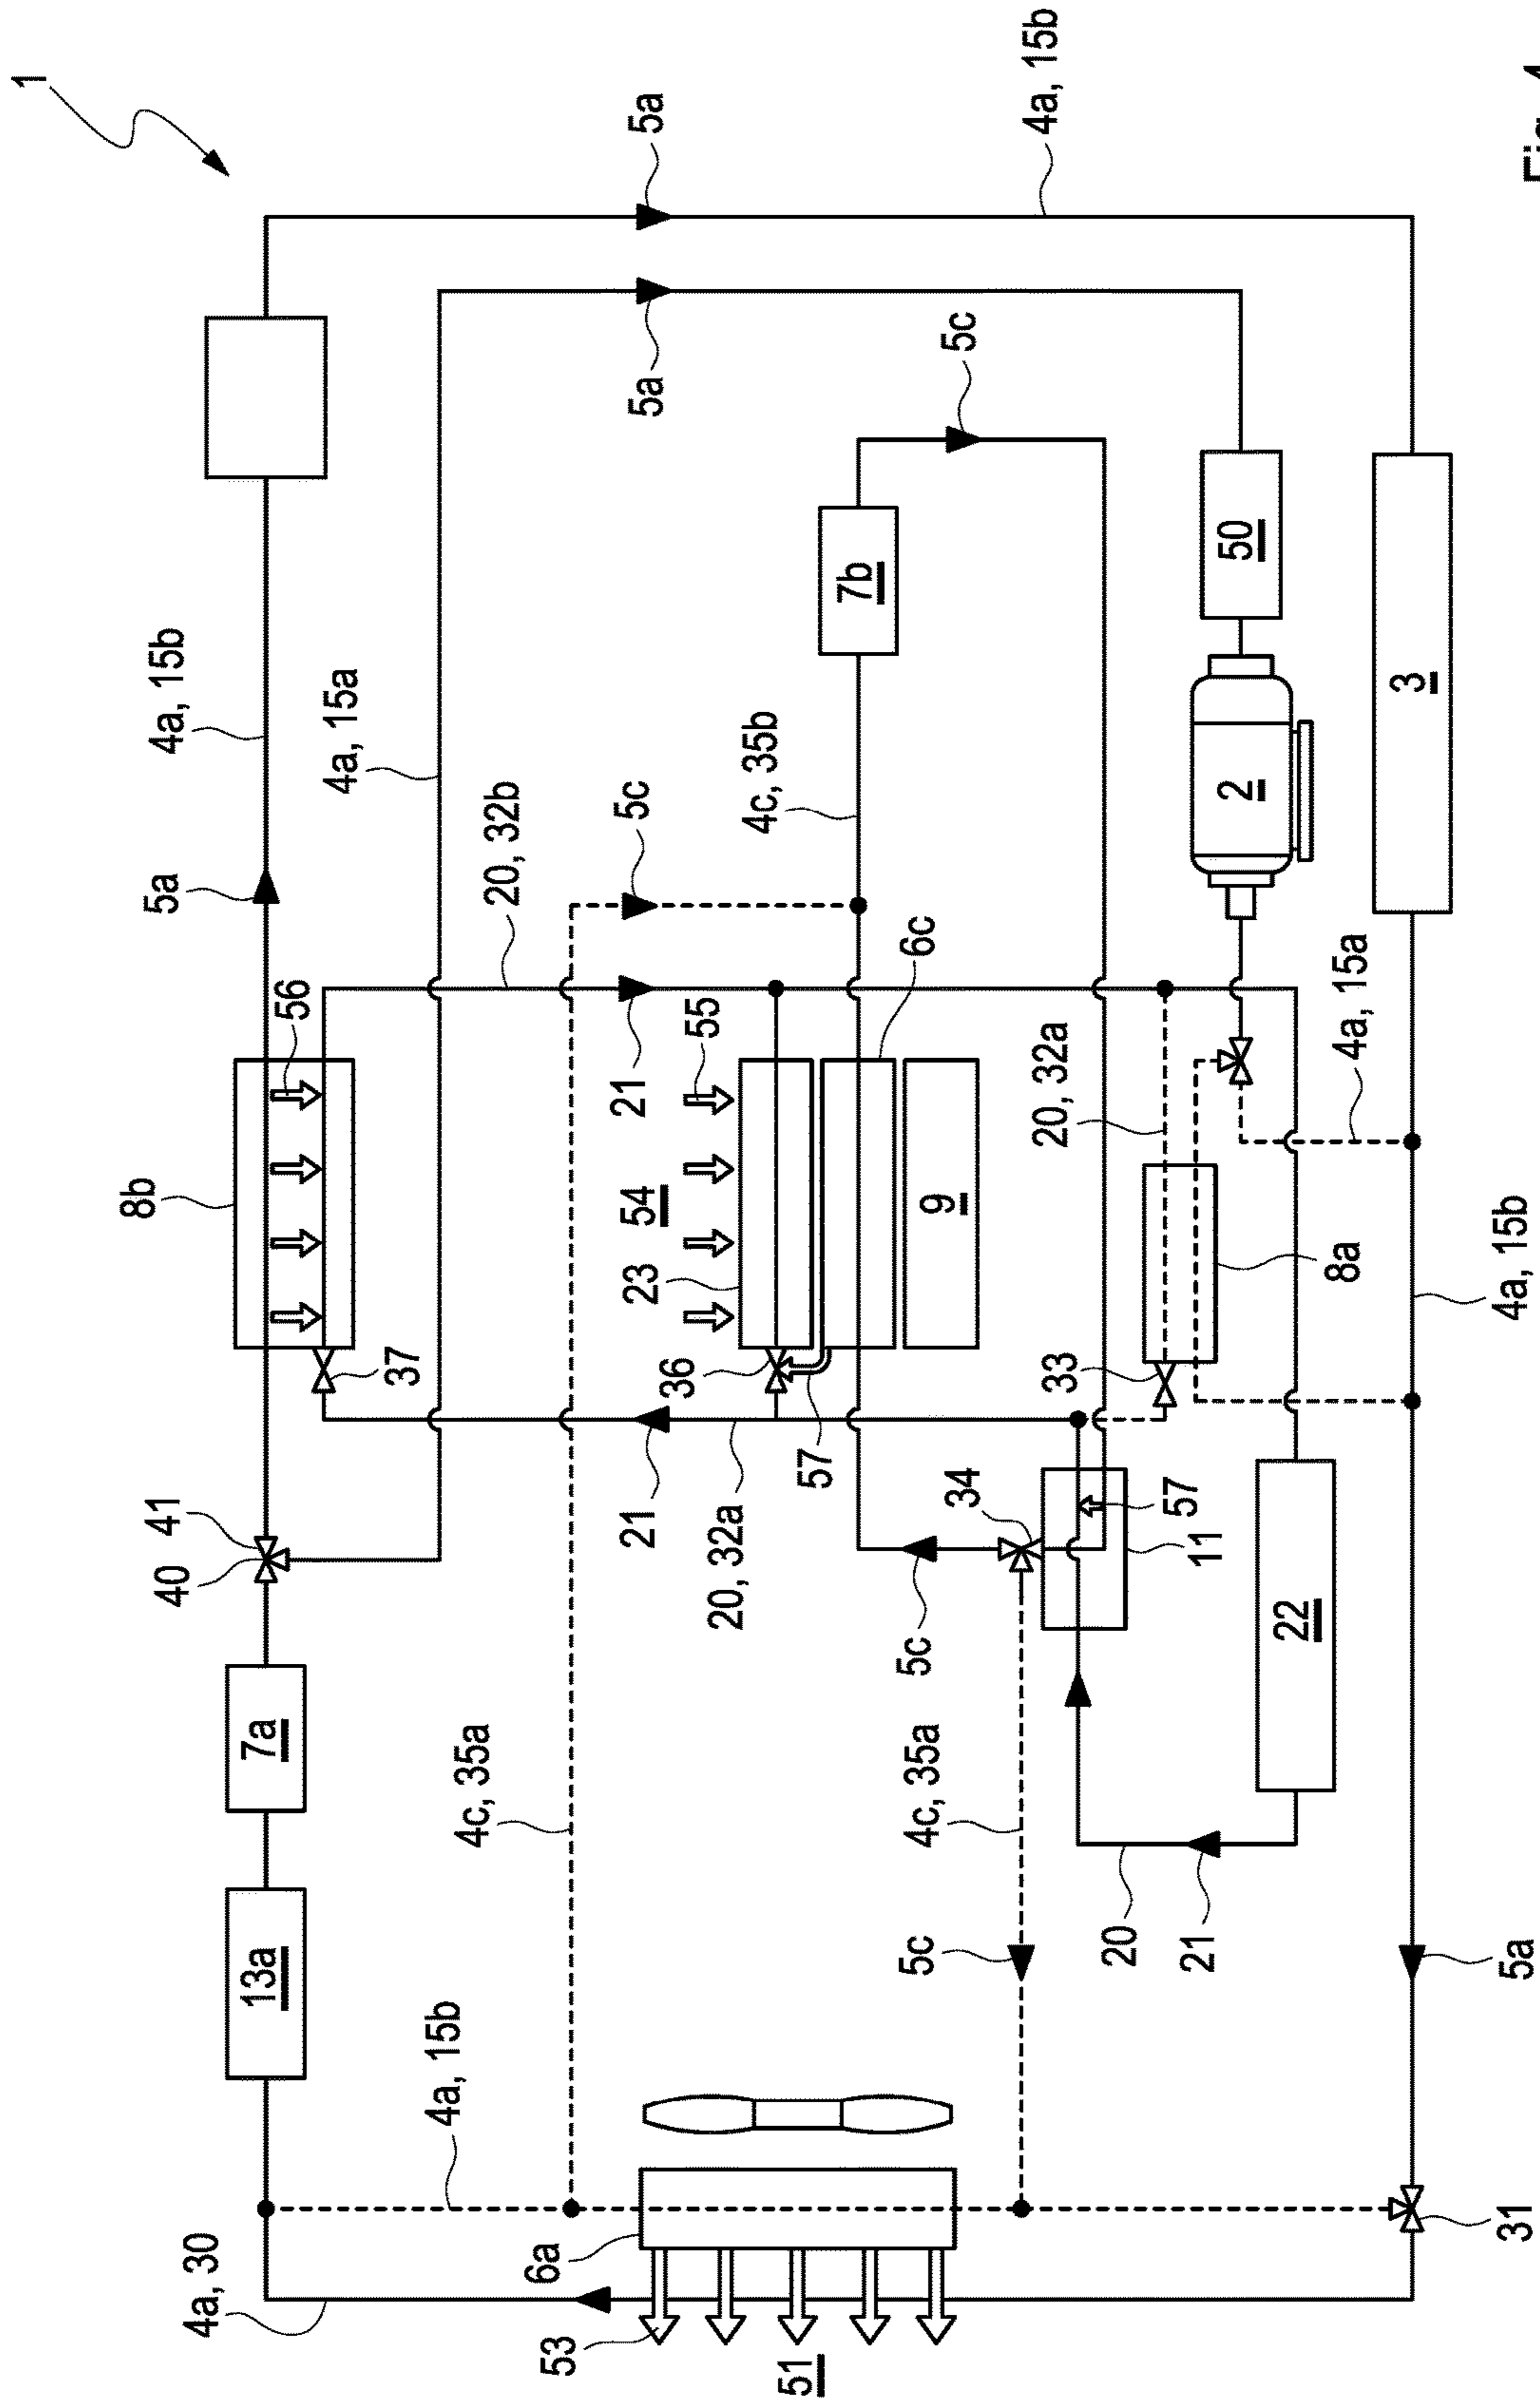 1
8b
41
5a
4a, 15b
4a, 30
40
13a
7a
56
4a, 15a
37
4a, 15b
4c, 35a
20, 32b
6a
53
21
23
54
21
5c
5a
5a
36
55
20, 32a
4c, 35b
51
57
7b
5c
4c, 35a
5c
34
9
6c
5c
4a, 15b
20, 32a
33
20
21
11
57
2
50
22
8a
4a, 15a
3
31
5a
4a, 15b
Fig. 4